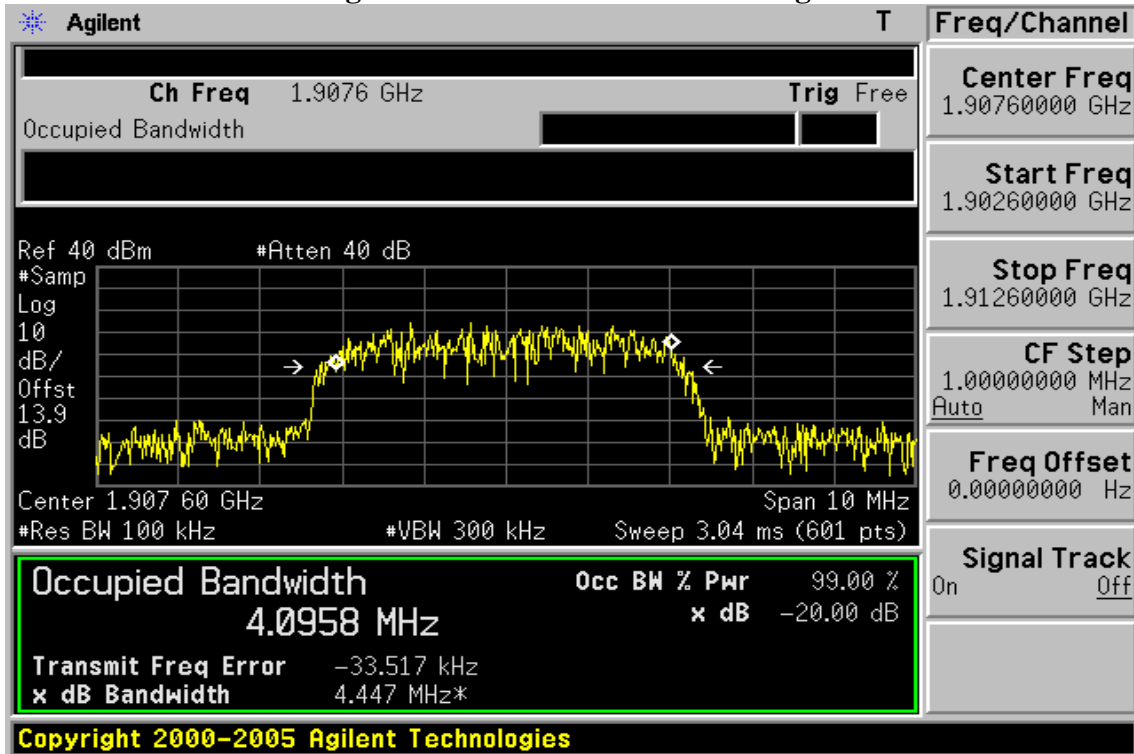 Agilent T
Ch Freq 1.9076 GHz Trig Free
Occupied Bandwidth
Ref 40 dBm #Atten 40 dB
#Samp
Log
10
dB/
Offst
13.9
dB
Center 1.907 60 GHz Span 10 MHz
#Res BW 100 kHz #VBW 300 kHz Sweep 3.04 ms (601 pts)
Occupied Bandwidth Occ BW % Pwr 99.00 %
4.0958 MHz x dB -20.00 dB
Transmit Freq Error -33.517 kHz
x dB Bandwidth 4.447 MHz*
Copyright 2000-2005 Agilent Technologies
Freq/Channel
Center Freq
1.90760000 GHz
Start Freq
1.90260000 GHz
Stop Freq
1.91260000 GHz
CF Step
1.00000000 MHz
Auto Man
Freq Offset
0.00000000 Hz
Signal Track
On Off